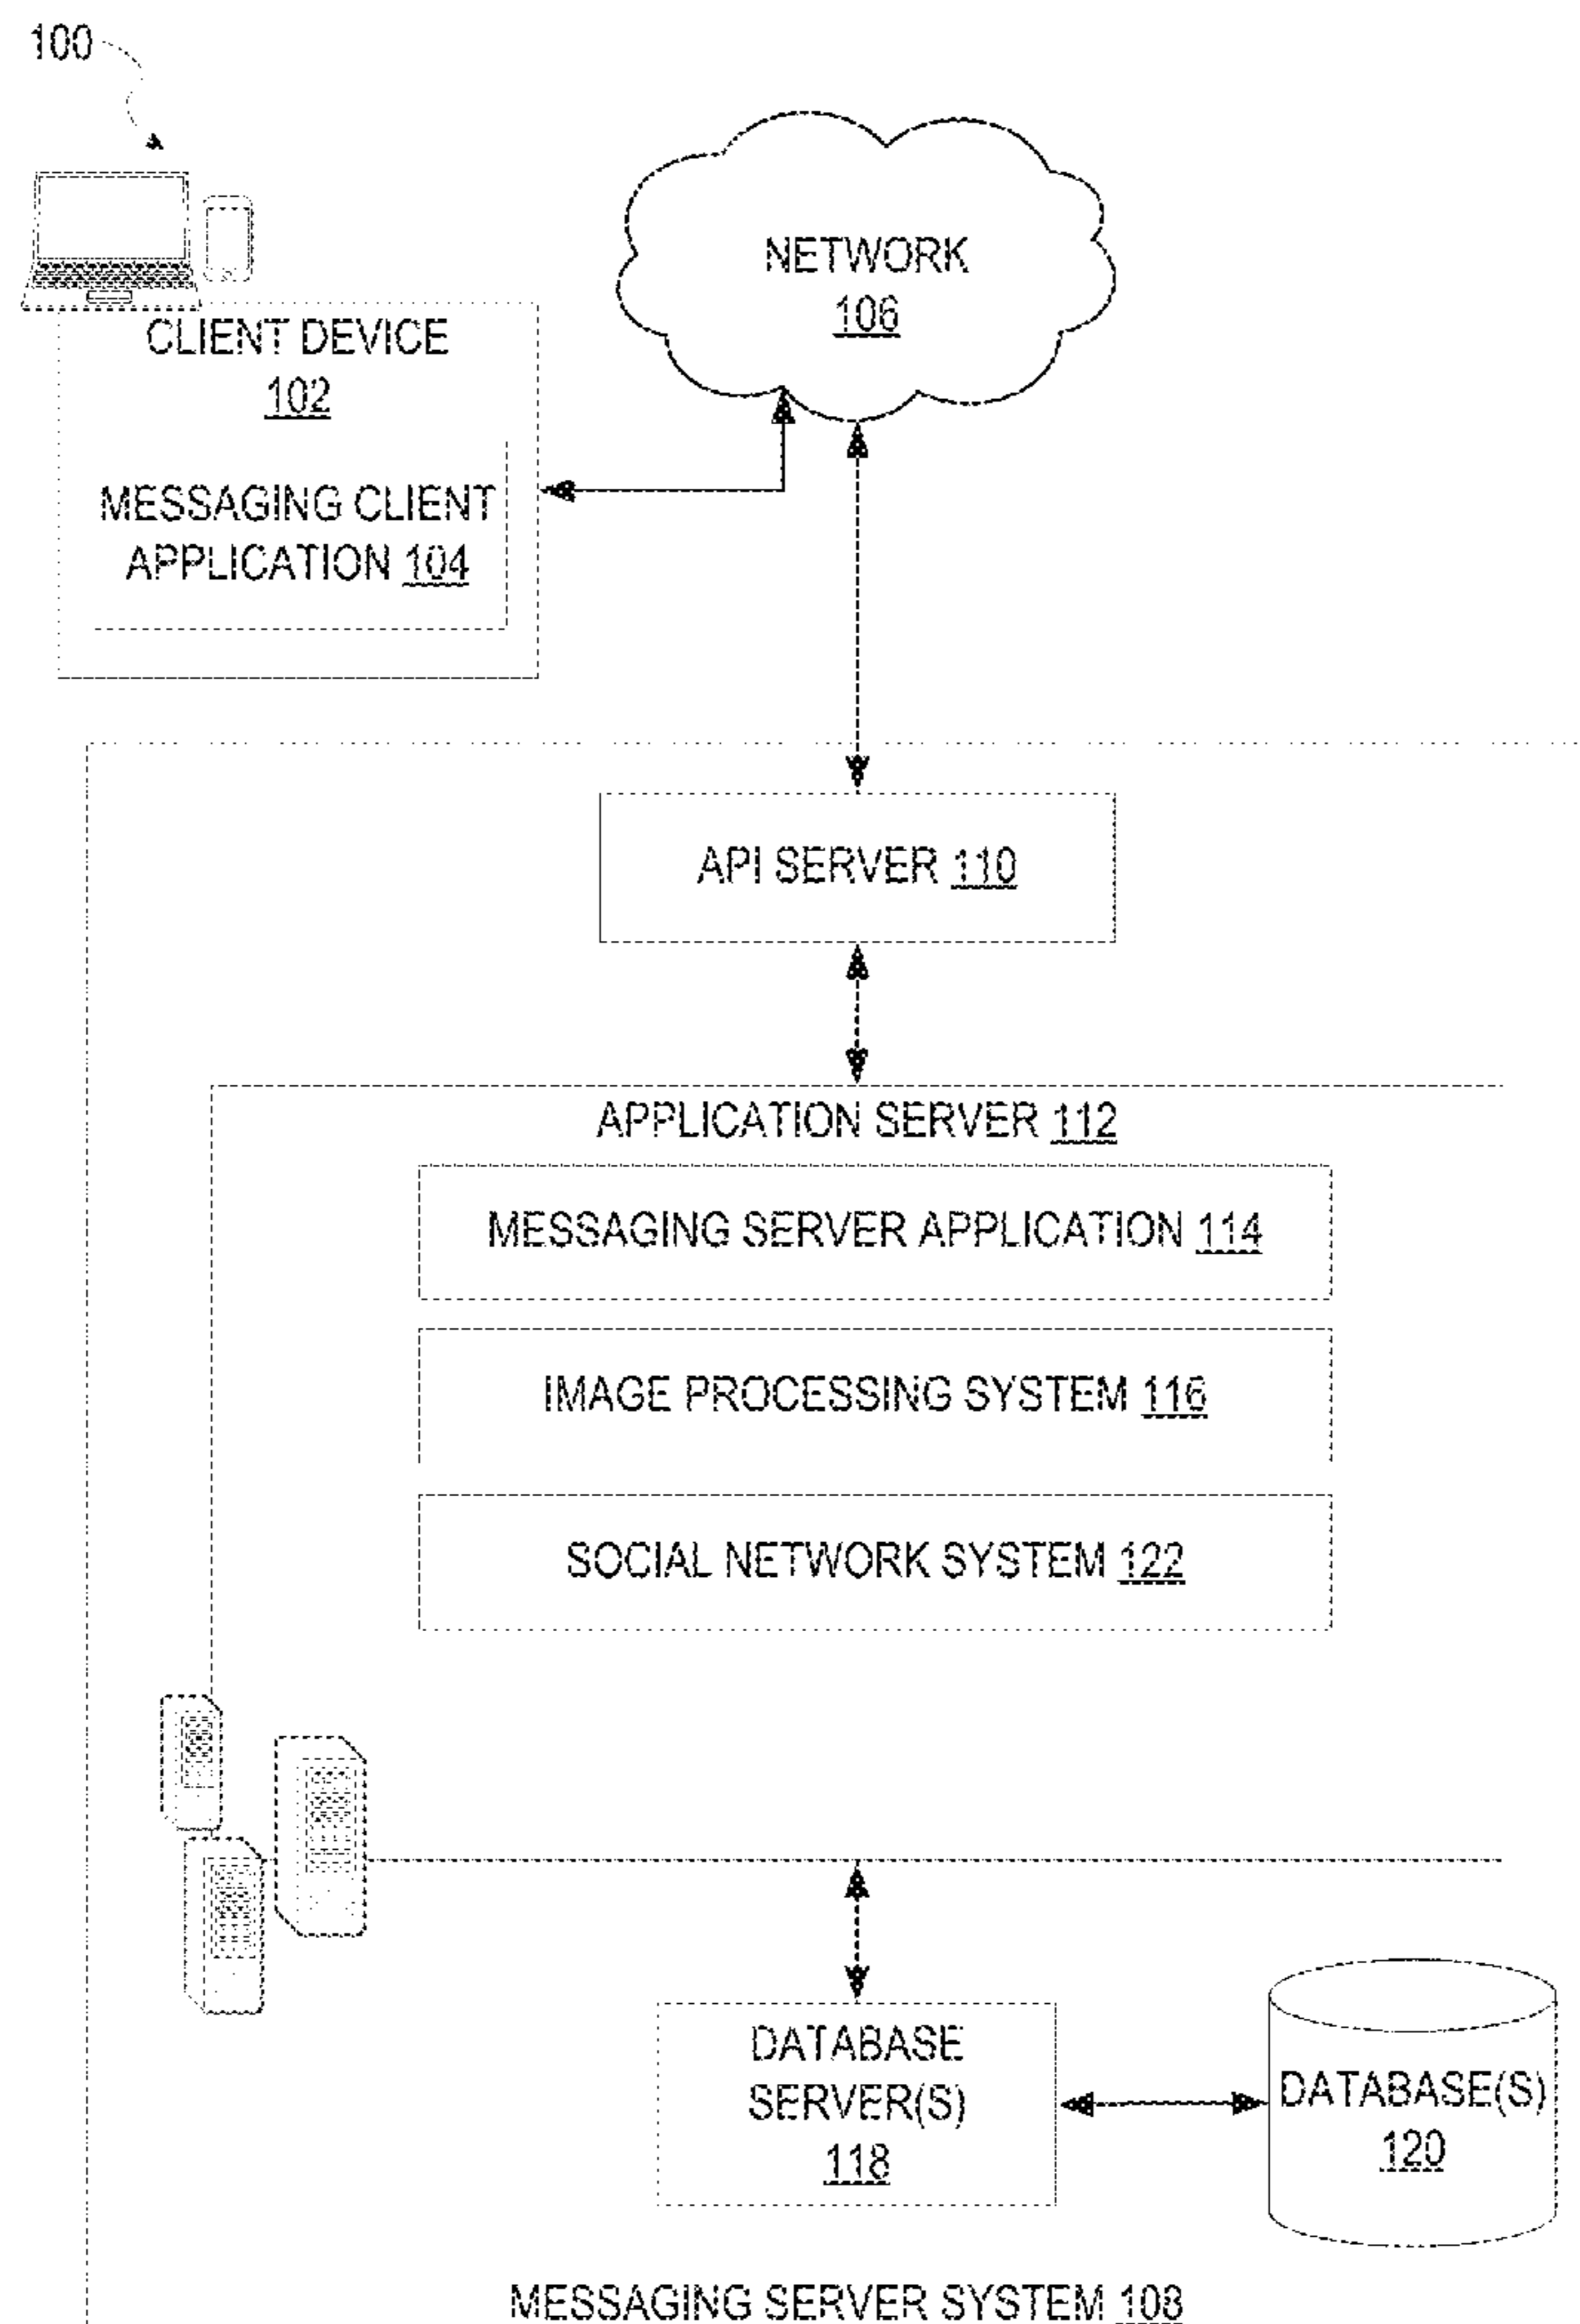 100
NETWORK
106
CLIENT DEVICE
102
MESSAGING CLIENT
APPLICATION 104
API SERVER 110
APPLICATION SERVER 112
MESSAGING SERVER APPLICATION 114
IMAGE PROCESSING SYSTEM 116
SOCIAL NETWORK SYSTEM 122
DATABASE
SERVER(S)
118
DATABASE(S)
120
MESSAGING SERVER SYSTEM 108